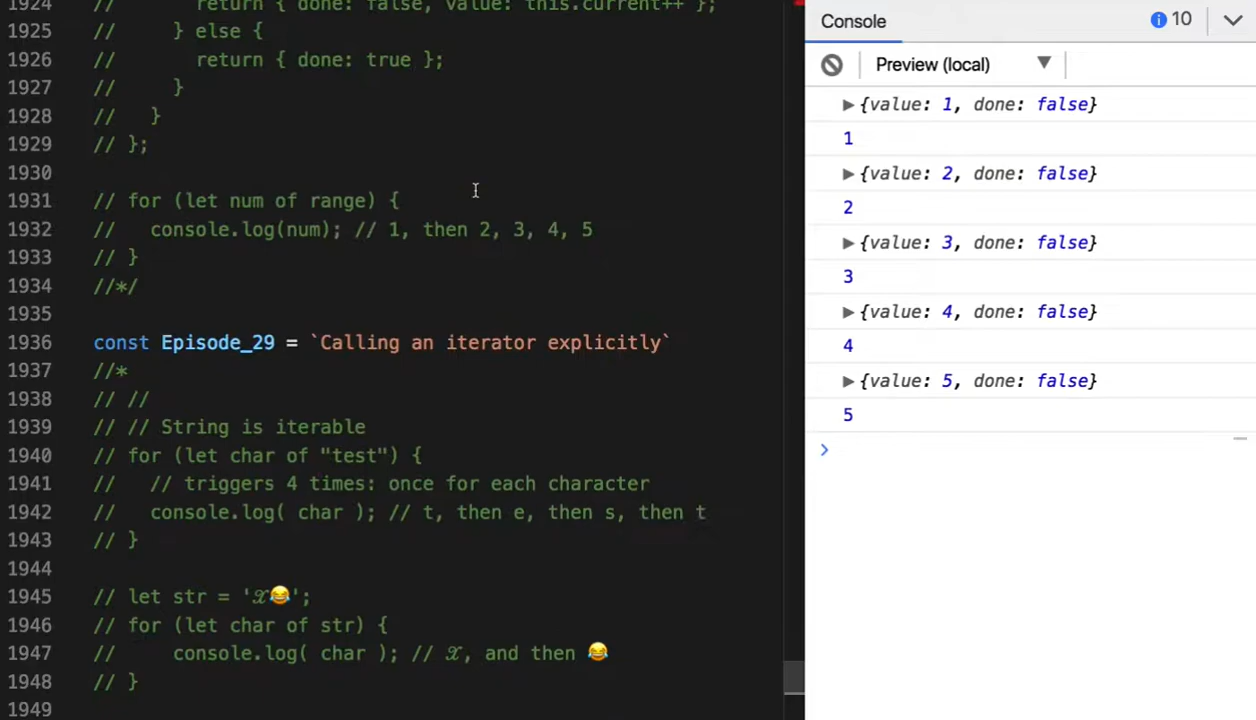 1924 //         return { done: false, value: this.current++ };
1925 //       } else {
1926 //         return { done: true };
1927 //       }
1928 //     }
1929 // };
1930
1931 // for (let num of range) {
1932 //   console.log(num); // 1, then 2, 3, 4, 5
1933 // }
1934 //*/
1935
1936 const Episode_29 = `Calling an iterator explicitly`
1937 //*
1938 // //
1939 // // String is iterable
1940 // for (let char of "test") {
1941 //   // triggers 4 times: once for each character
1942 //   console.log( char ); // t, then e, then s, then t
1943 // }
1944
1945 // let str = '𝒳😂';
1946 // for (let char of str) {
1947 //     console.log( char ); // 𝒳, and then 😂
1948 // }
1949
Console 10
Preview (local)
{value: 1, done: false}
1
{value: 2, done: false}
2
{value: 3, done: false}
3
{value: 4, done: false}
4
{value: 5, done: false}
5